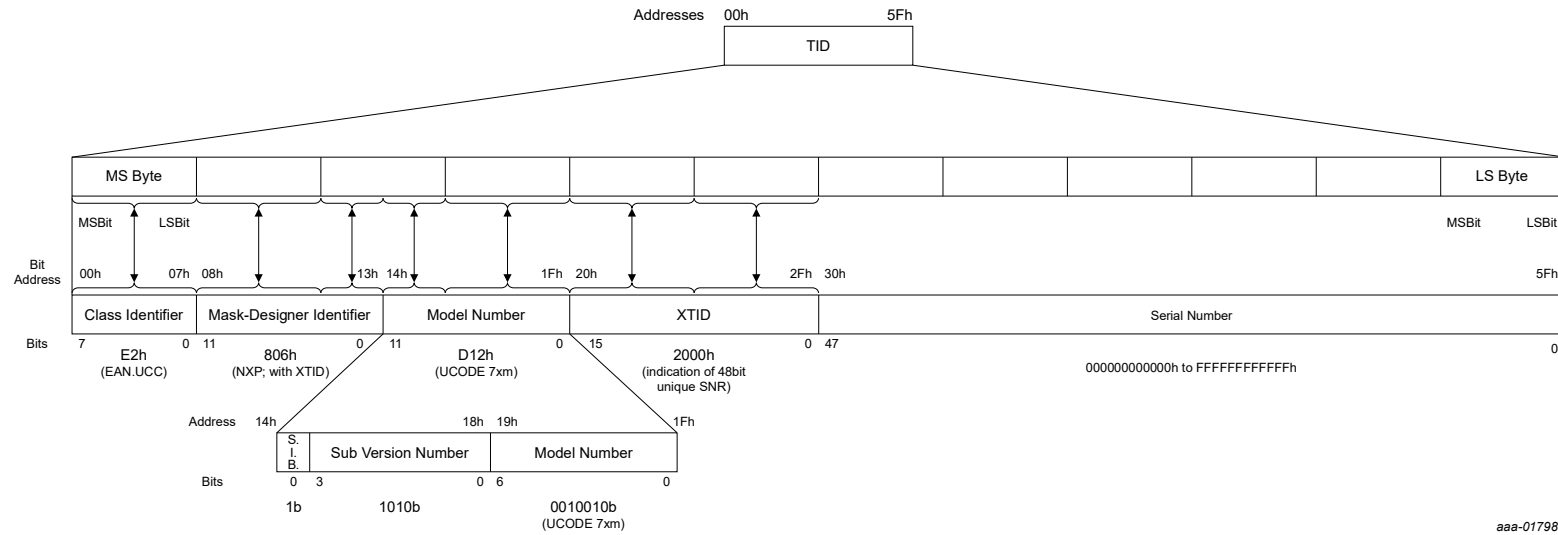 Addresses 00h 5Fh
TID
MS Byte LS Byte
MSBit LSBit MSBit LSBit
Bit
Address
00h 07h 08h 13h 14h 1Fh 20h 2Fh 30h 5Fh
Class Identifier Mask-Designer Identifier Model Number XTID Serial Number
Bits 7 0 11 0 11 0 15 0 47 0
E2h 806h D12h 2000h
(EAN.UCC) (NXP; with XTID) (UCODE 7xm) (indication of 48bit
unique SNR)
000000000000h to FFFFFFFFFFFFh
Address 14h 18h 19h 1Fh
S.
I.
B.
Sub Version Number Model Number
Bits 0 3 0 6 0
1b 1010b 0010010b
(UCODE 7xm)
aaa-01798